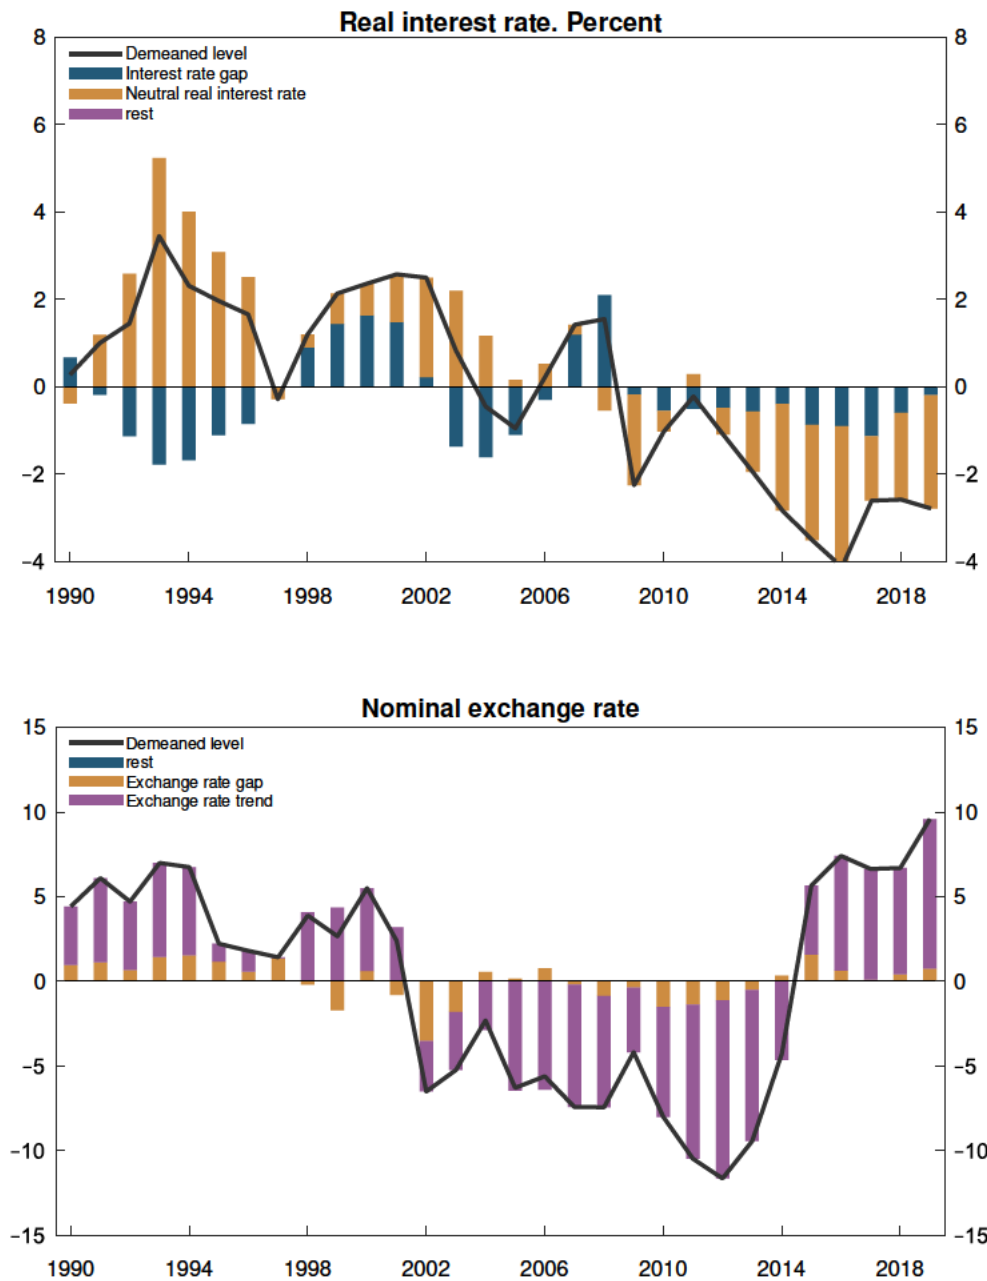 Real interest rate. Percent
8 8
Demeaned level
Interest rate gap
Neutral real interest rate
rest
6 6
4 4
2 2
0 0
−2 −2
−4 −4
1990 1994 1998 2002 2006 2010 2014 2018
Nominal exchange rate
15 15
Demeaned level
rest
Exchange rate gap
Exchange rate trend
10 10
5 5
0 0
−5 −5
−10 −10
−15 −15
1990 1994 1998 2002 2006 2010 2014 2018